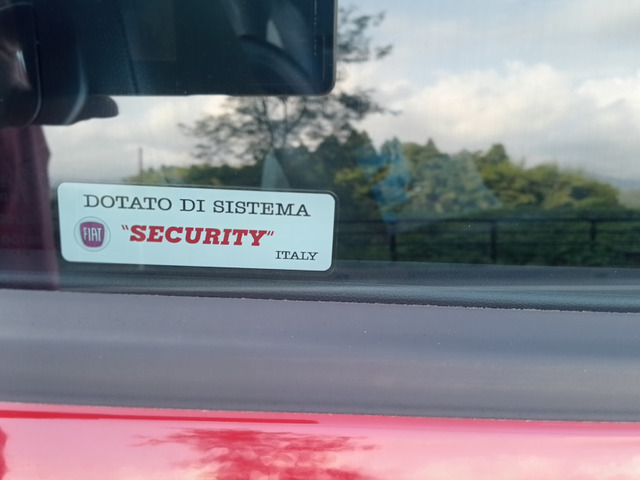 DOTATO DI SISTEMA
FIAT "SECURITY"
ITALY